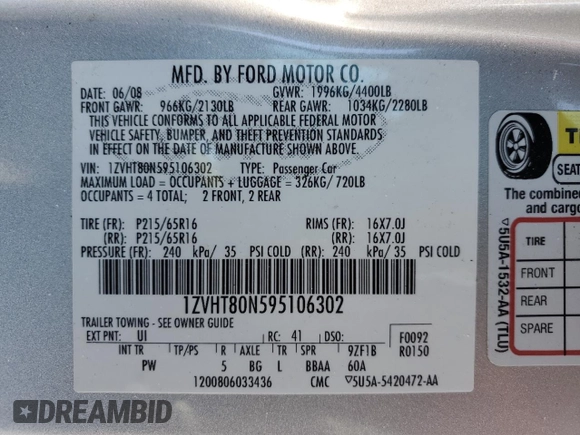 MFD. BY FORD MOTOR CO.
DATE: 06/08 GVWR: 1996KG/4400LB
FRONT GAWR: 966KG/2130LB REAR GAWR: 1034KG/2280LB
THIS VEHICLE CONFORMS TO ALL APPLICABLE FEDERAL MOTOR
VEHICLE SAFETY, BUMPER, AND THEFT PREVENTION STANDARDS
IN EFFECT ON THE DATE OF MANUFACTURE SHOWN ABOVE.
VIN: 1ZVHT80N595106302 TYPE: Passenger Car
MAXIMUM LOAD = OCCUPANTS + LUGGAGE = 326KG/720LB
OCCUPANTS = 4 TOTAL; 2 FRONT, 2 REAR
TIRE (FR): P215/65R16 RIMS (FR): 16X7.0J
(RR): P215/65R16 (RR): 16X7.0J
PRESSURE (FR): 240 kPa/ 35 PSI COLD (RR): 240 kPa/ 35 PSI COLD
1ZVHT80N595106302
TRAILER TOWING - SEE OWNER GUIDE
EXT PNT: UI RC: 41 DSO: F0092
INT TR TP/PS R AXLE TR SPR 9ZF1B R0150
PW 5 BG L BBAA 60A
1200806033436 CMC ▽5U5A-5420472-AA
▽5U5A-1532-AA (TLU)
SEAT
The combined
and cargo
TIRE
FRONT
REAR
SPARE
DREAMBID